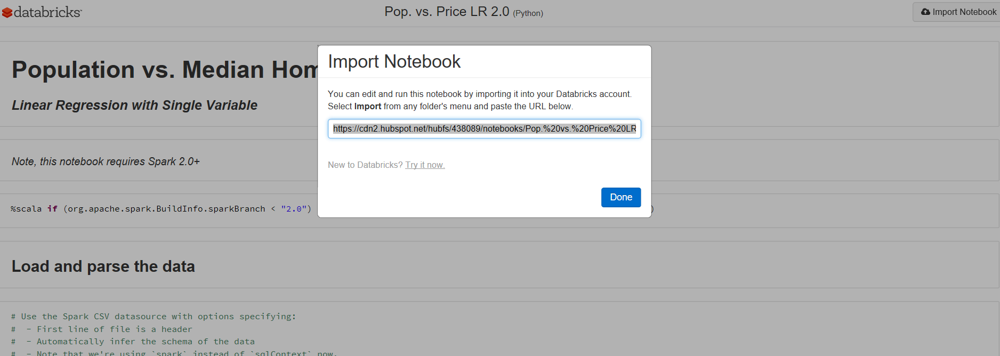 databricks
Pop. vs. Price LR 2.0 (Python)
Import Notebook
Population vs. Median Hom
Linear Regression with Single Variable
Import Notebook
You can edit and run this notebook by importing it into your Databricks account.
Select Import from any folder's menu and paste the URL below.
https://cdn2.hubspot.net/hubfs/438089/notebooks/Pop.%20vs.%20Price%20LR
New to Databricks? Try it now.
Done
Note, this notebook requires Spark 2.0+
%scala if (org.apache.spark.BuildInfo.sparkBranch < "2.0") )
Load and parse the data
# Use the Spark CSV datasource with options specifying:
# - First line of file is a header
# - Automatically infer the schema of the data
# - Note that we're using `spark` instead of `sqlContext` now.